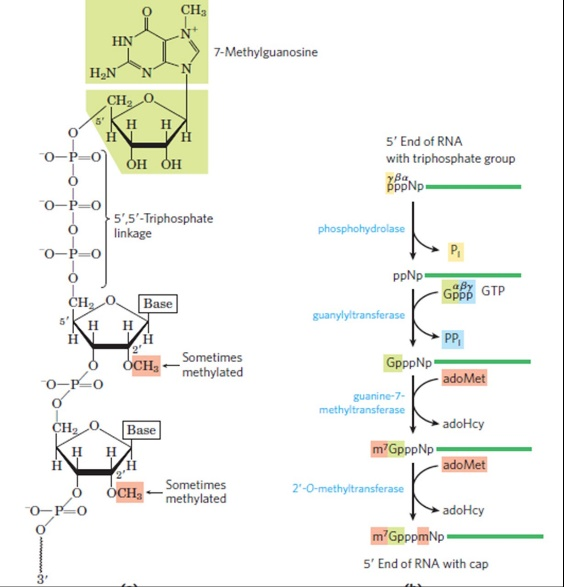 O
CH₃
HN
N⁺
7-Methylguanosine
H₂N
N
N
CH₂
O
5′
H
H
H
H
O
OH
OH
⁻O—P=O
O
⁻O—P=O
5′,5′-Triphosphate
linkage
O
⁻O—P=O
O
CH₂
O
Base
5′
H
H
H
H
2′
O
OCH₃
Sometimes
methylated
⁻O—P=O
O
CH₂
O
Base
H
H
H
H
2′
O
OCH₃
Sometimes
methylated
⁻O—P=O
O
3′
5′ End of RNA
with triphosphate group
γβα
pppNp
phosphohydrolase
Pᵢ
ppNp
αβγ
Gppp GTP
guanylyltransferase
PPᵢ
GpppNp
adoMet
guanine-7-
methyltransferase
adoHcy
m⁷GpppNp
adoMet
2′-O-methyltransferase
adoHcy
m⁷GpppmNp
5′ End of RNA with cap